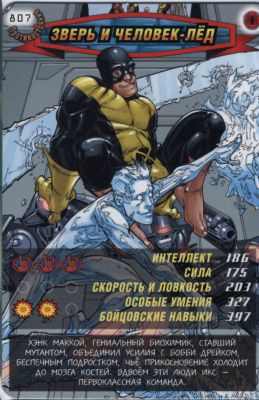 807
ЗВЕРЬ И ЧЕЛОВЕК-ЛЁД
ИНТЕЛЛЕКТ 186
СИЛА 175
СКОРОСТЬ И ЛОВКОСТЬ 203
ОСОБЫЕ УМЕНИЯ 327
БОЙЦОВСКИЕ НАВЫКИ 397
ХЭНК МАККОЙ, ГЕНИАЛЬНЫЙ БИОХИМИК, СТАВШИЙ
МУТАНТОМ, ОБЪЕДИНИЛ УСИЛИЯ С БОББИ ДРЕЙКОМ,
БЕСПЕЧНЫМ ПОДРОСТКОМ, ЧЬЁ ПРИКОСНОВЕНИЕ ХОЛОДИТ
ДО МОЗГА КОСТЕЙ. ВДВОЁМ ЭТИ ЛЮДИ ИКС –
ПЕРВОКЛАССНАЯ КОМАНДА.